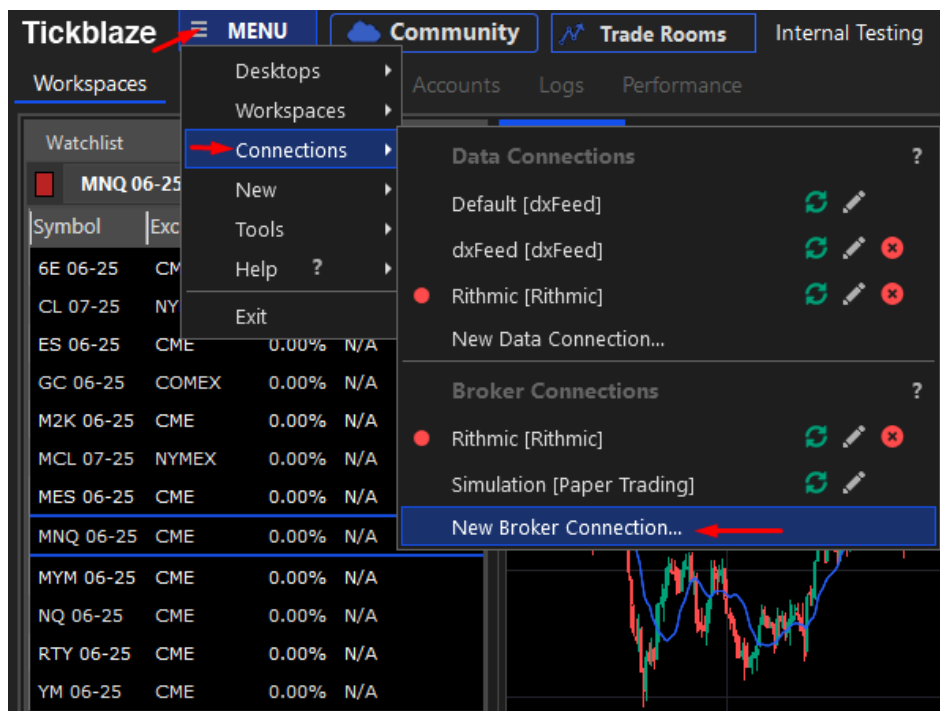 Tickblaze MENU Community Trade Rooms Internal Testing
Workspaces Accounts Logs Performance
Desktops
Workspaces
Connections
New
Tools
Help ?
Exit
Data Connections ?
Default [dxFeed]
dxFeed [dxFeed]
Rithmic [Rithmic]
New Data Connection...
Broker Connections ?
Rithmic [Rithmic]
Simulation [Paper Trading]
New Broker Connection...
Watchlist
MNQ 06-25
Symbol Exc
6E 06-25 CM
CL 07-25 NY
ES 06-25 CME 0.00% N/A
GC 06-25 COMEX 0.00% N/A
M2K 06-25 CME 0.00% N/A
MCL 07-25 NYMEX 0.00% N/A
MES 06-25 CME 0.00% N/A
MNQ 06-25 CME 0.00% N/A
MYM 06-25 CME 0.00% N/A
NQ 06-25 CME 0.00% N/A
RTY 06-25 CME 0.00% N/A
YM 06-25 CME 0.00% N/A